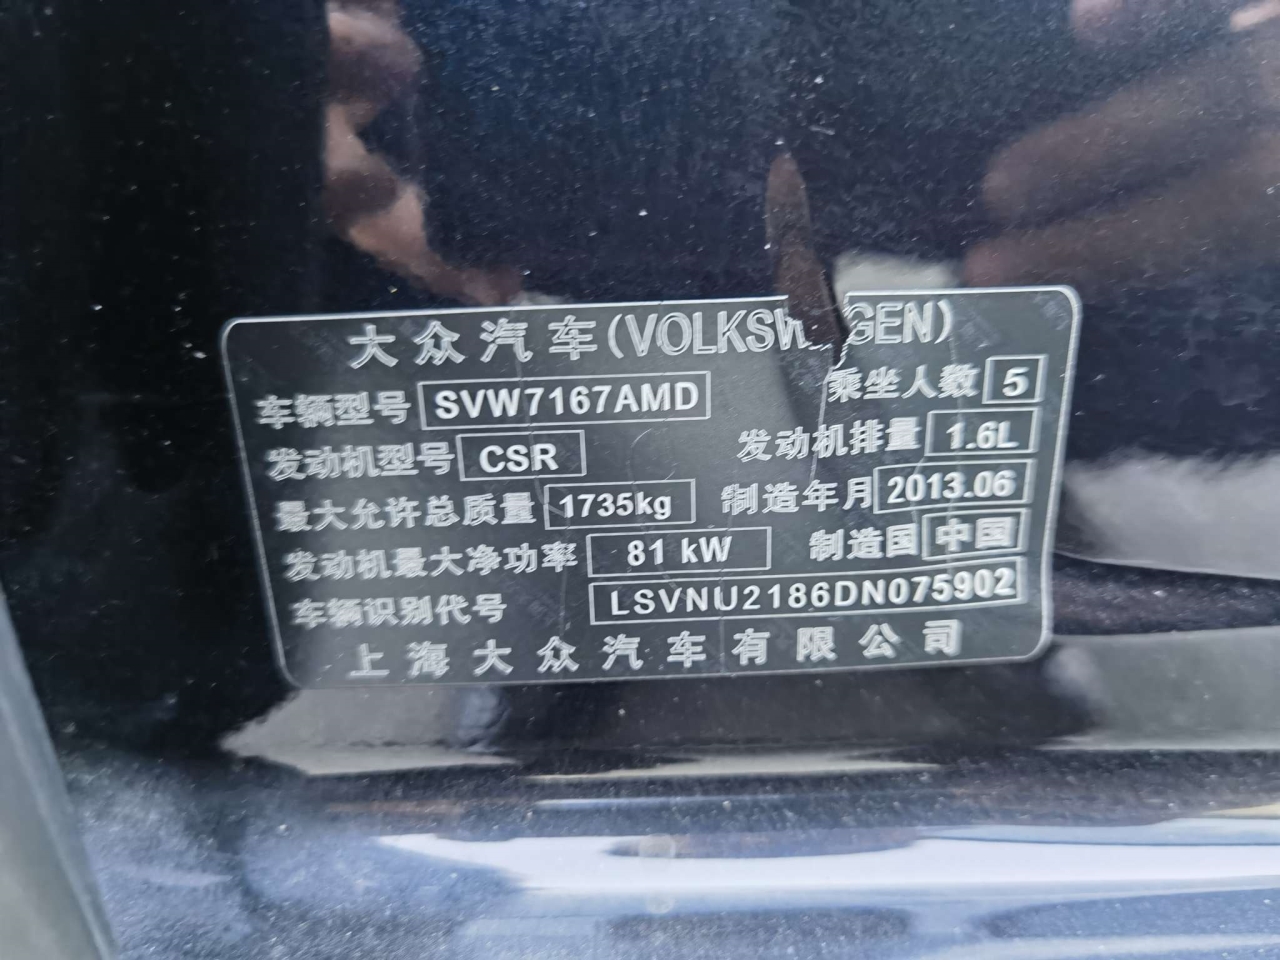 大众汽车(VOLKSW GEN)
车辆型号 SVW7167AMD 乘坐人数 5
发动机型号 CSR 发动机排量 1.6L
最大允许总质量 1735kg 制造年月 2013.06
发动机最大净功率 81 kW 制造国 中国
车辆识别代号 LSVNU2186DN075902
上海大众汽车有限公司